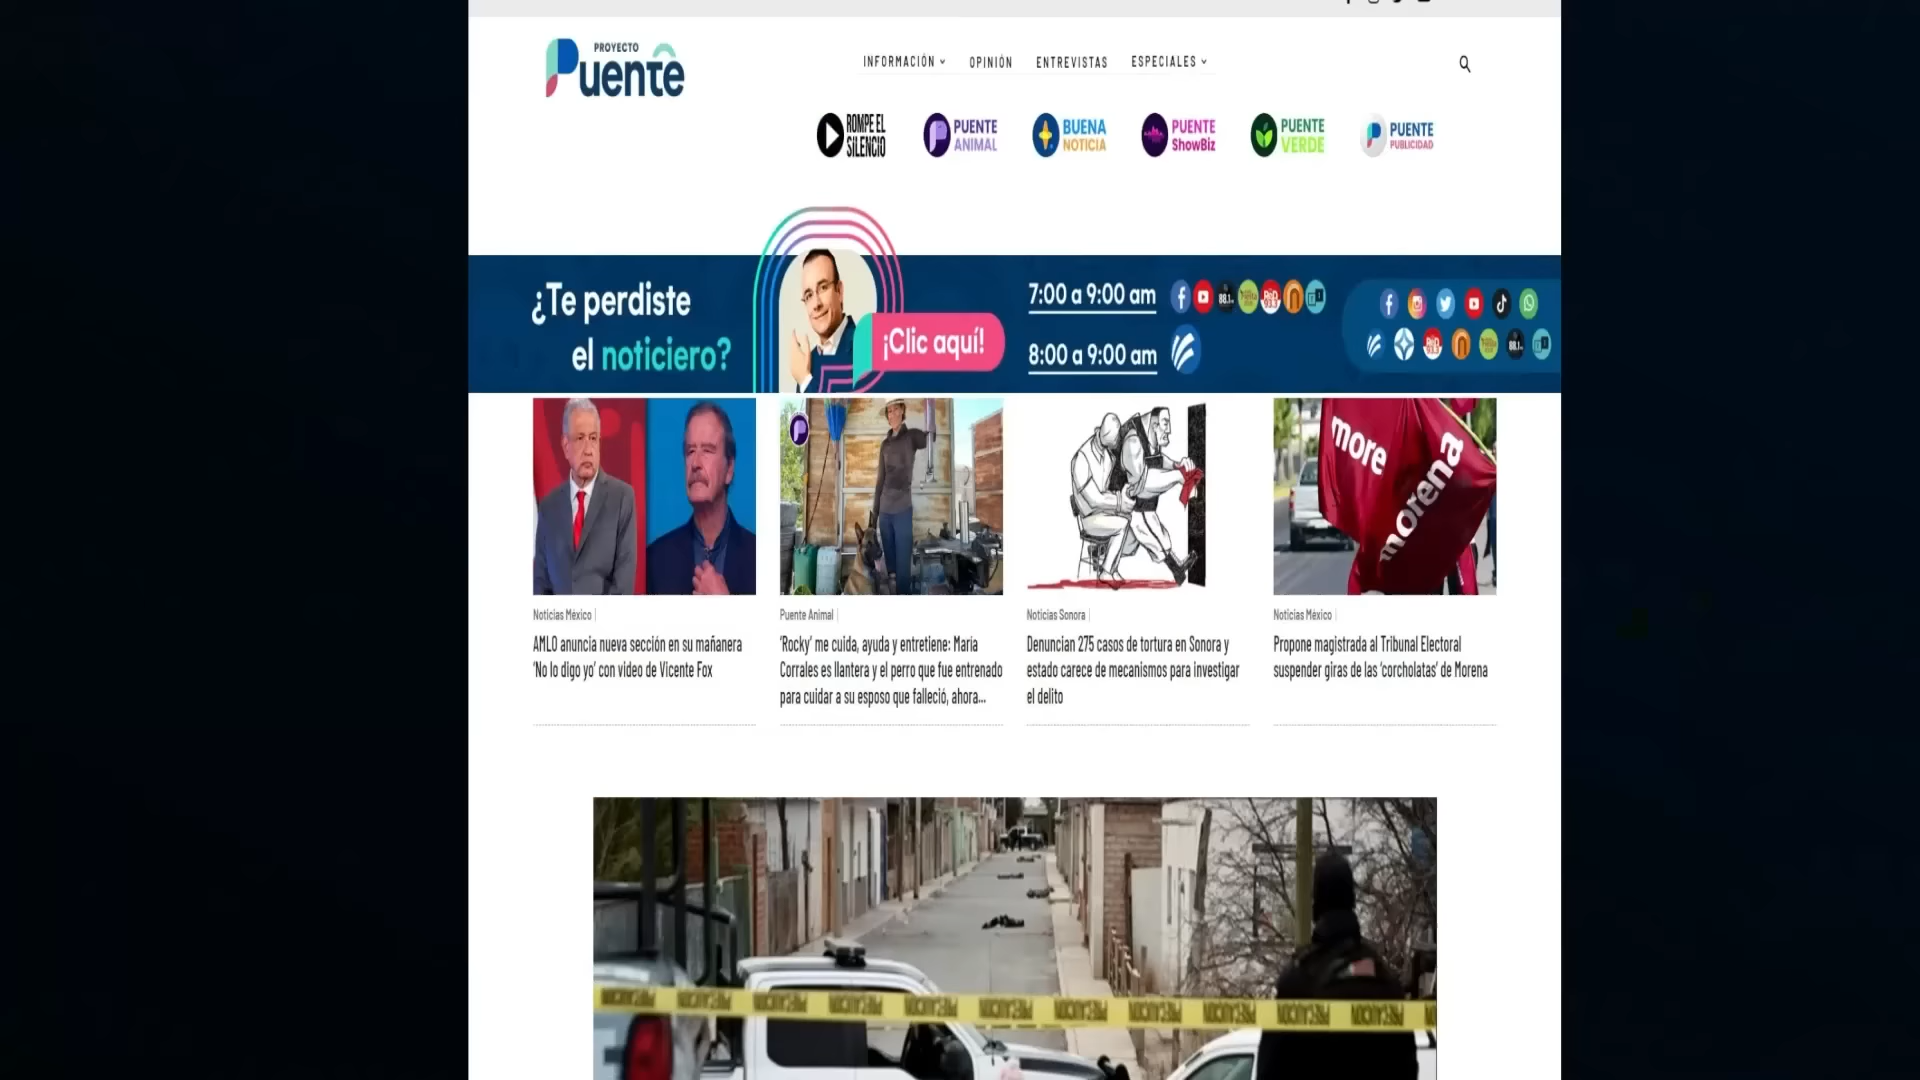 PROYECTO
Puente
INFORMACIÓN
OPINIÓN
ENTREVISTAS
ESPECIALES
ROMPE EL
SILENCIO
PUENTE
ANIMAL
BUENA
NOTICIA
PUENTE
ShowBiz
PUENTE
VERDE
PUENTE
PUBLICIDAD
¿Te perdiste
el noticiero?
¡Clic aquí!
7:00 a 9:00 am
8:00 a 9:00 am
more
morena
Noticias México
AMLO anuncia nueva sección en su mañanera
'No lo digo yo' con video de Vicente Fox
Puente Animal
'Rocky' me cuida, ayuda y entretiene: María
Corrales es llantera y el perro que fue entrenado
para cuidar a su esposo que falleció, ahora...
Noticias Sonora
Denuncian 275 casos de tortura en Sonora y
estado carece de mecanismos para investigar
el delito
Noticias México
Propone magistrada al Tribunal Electoral
suspender giras de las 'corcholatas' de Morena